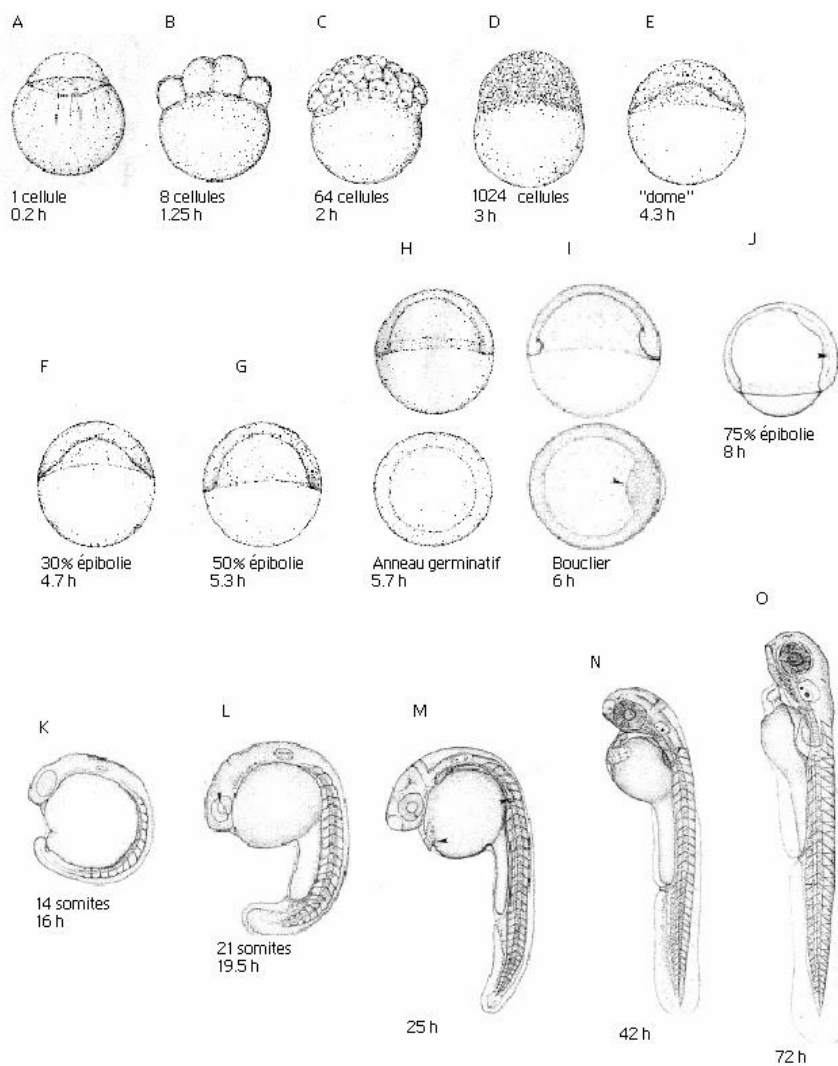 A
B
C
D
E
1 cellule
0.2 h
8 cellules
1.25 h
64 cellules
2 h
1024 cellules
3 h
"dome"
4.3 h
H
I
J
F
G
75% épibolie
8 h
30% épibolie
4.7 h
50% épibolie
5.3 h
Anneau germinatif
5.7 h
Bouclier
6 h
O
N
K
L
M
14 somites
16 h
21 somites
19.5 h
25 h
42 h
72 h